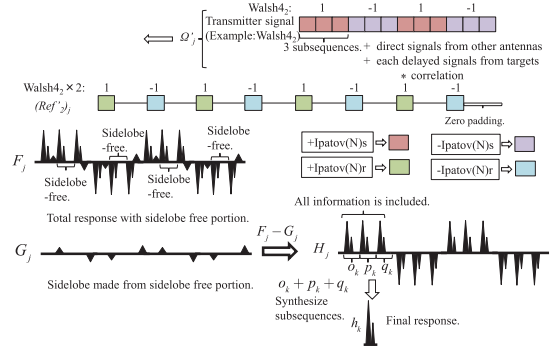 Walsh4₂: 1 -1 1 -1
Transmitter signal
(Example:Walsh4₂)
Ω'ⱼ
3 subsequences. + direct signals from other antennas
+ each delayed signals from targets
* correlation
Walsh4₂ × 2: 1 -1 1 -1 1 -1 1 -1
(Ref'₂)ⱼ
Zero padding.
Sidelobe
-free.
Sidelobe
-free.
Fⱼ
Sidelobe
-free.
Sidelobe
-free.
+Ipatov(N)s
-Ipatov(N)s
+Ipatov(N)r
-Ipatov(N)r
Total response with sidelobe free portion.
All information is included.
Gⱼ
Fⱼ – Gⱼ
Hⱼ
oₖ pₖ qₖ
Sidelobe made from sidelobe free portion.
oₖ + pₖ + qₖ
Synthesize
subsequences.
hₖ
Final response.